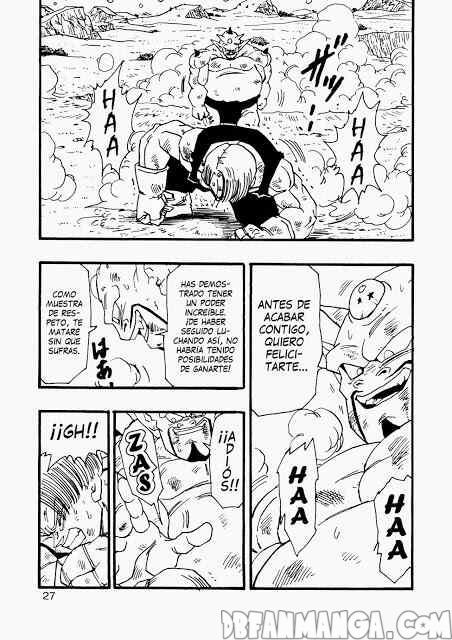 HAA
HAA
ANTES DE
ACABAR
CONTIGO,
QUIERO
FELICI-
TARTE...
HAA
HAA
HAS DEMOS-
TRADO TENER
UN PODER
INCREÍBLE.
¡DE HABER
SEGUIDO LU-
CHANDO ASÍ, NO
HABRÍA TENIDO
POSIBILIDADES
DE GANARTE!
COMO
MUESTRA
DE RES-
PETO, TE
MATARÉ
SIN QUE
SUFRAS.
¡¡A
DIÓS!!
ZAS
¡¡GH!!
27
DBFANMANGA.COM